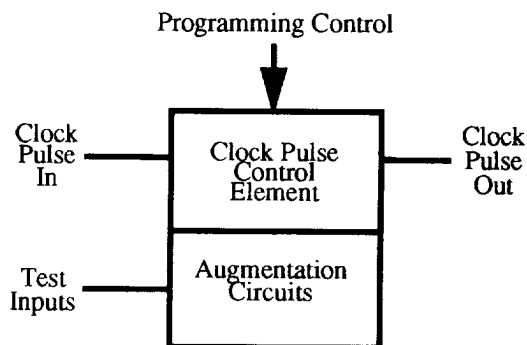 Programming Control
Clock
Pulse
In
Clock Pulse
Control
Element
Clock
Pulse
Out
Test
Inputs
Augmentation
Circuits